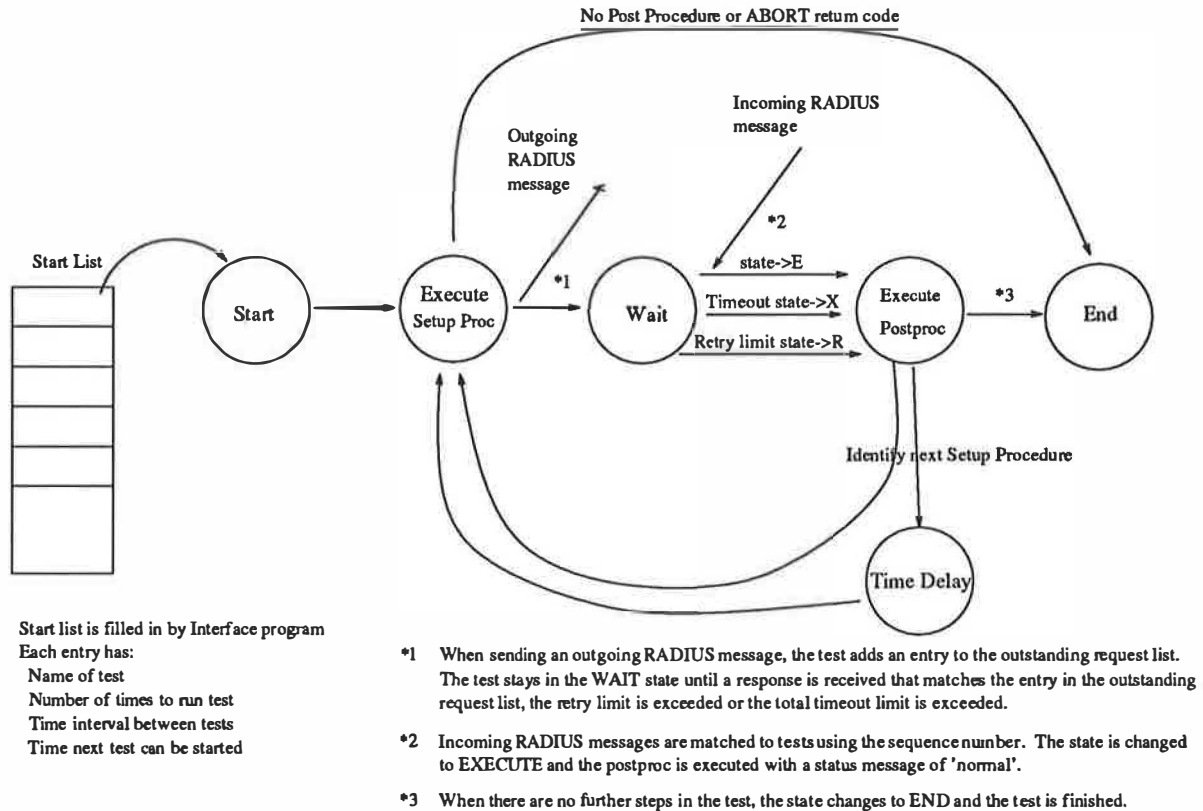 No Post Procedure or ABORT return code
Incoming RADIUS
message
Outgoing
RADIUS
message
*2
Start List
state->E
*1
Execute
Setup Proc
Start
Wait
Timeout state->X
Execute
Postproc
*3
End
Retry limit state->R
Identify next Setup Procedure
Time Delay
Start list is filled in by Interface program
Each entry has:
Name of test
Number of times to run test
Time interval between tests
Time next test can be started
*1 When sending an outgoing RADIUS message, the test adds an entry to the outstanding request list.
The test stays in the WAIT state until a response is received that matches the entry in the outstanding
request list, the retry limit is exceeded or the total timeout limit is exceeded.
*2 Incoming RADIUS messages are matched to tests using the sequence number. The state is changed
to EXECUTE and the postproc is executed with a status message of 'normal'.
*3 When there are no further steps in the test, the state changes to END and the test is finished.